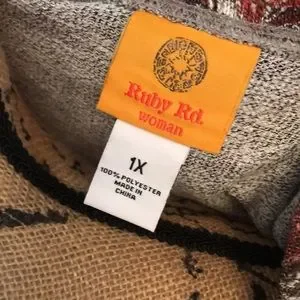 Ruby Rd.
woman
1X
100% POLYESTER
MADE IN
CHINA